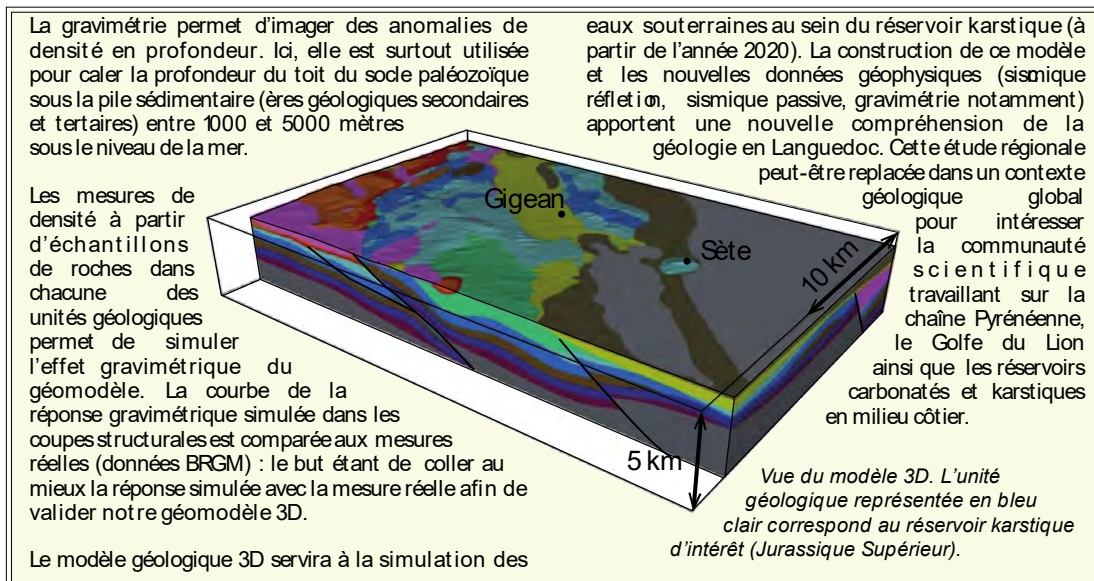 La gravimétrie permet d'imager des anomalies de
densité en profondeur. Ici, elle est surtout utilisée
pour caler la profondeur du toit du socle paléozoïque
sous la pile sédimentaire (ères géologiques secondaires
et tertaires) entre 1000 et 5000 mètres
sous le niveau de la mer.
Les mesures de
densité à partir
d'échantillons
de roches dans
chacune des
unités géologiques
permet de simuler
l'effet gravimétrique du
géomodèle. La courbe de la
réponse gravimétrique simulée dans les
coupes structurales est comparée aux mesures
réelles (données BRGM) : le but étant de coller au
mieux la réponse simulée avec la mesure réelle afin de
valider notre géomodèle 3D.
Le modèle géologique 3D servira à la simulation des
eaux souterraines au sein du réservoir karstique (à
partir de l'année 2020). La construction de ce modèle
et les nouvelles données géophysiques (sismique
réfletion, sismique passive, gravimétrie notamment)
apportent une nouvelle compréhension de la
géologie en Languedoc. Cette étude régionale
peut-être replacée dans un contexte
géologique global
pour intéresser
la communauté
scientifique
travaillant sur la
chaîne Pyrénéenne,
le Golfe du Lion
ainsi que les réservoirs
carbonatés et karstiques
en milieu côtier.
Gigean
Sète
10 km
5 km
Vue du modèle 3D. L'unité
géologique représentée en bleu
clair correspond au réservoir karstique
d'intérêt (Jurassique Supérieur).